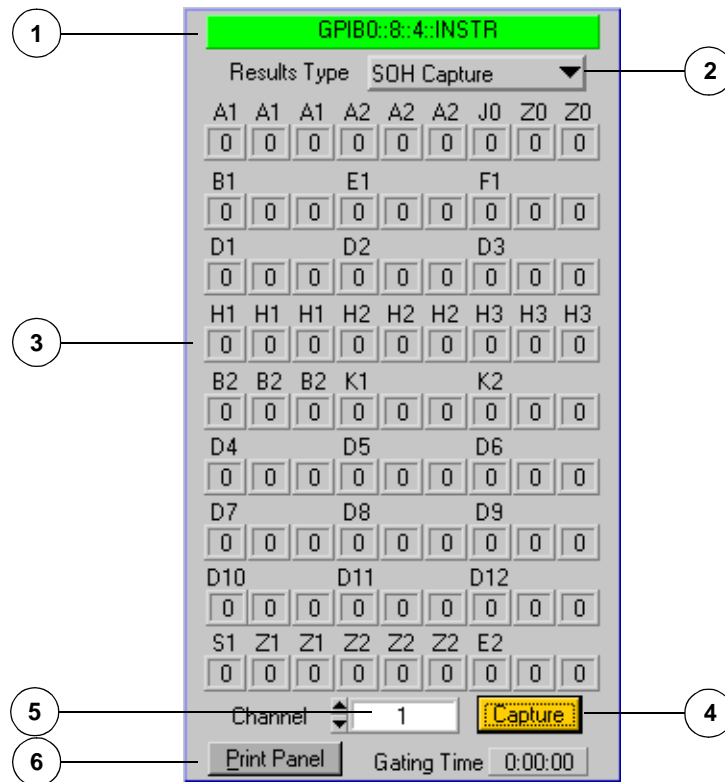 1
GPIB0::8::4::INSTR
Results Type SOH Capture
2
A1 A1 A1 A2 A2 A2 J0 Z0 Z0
0 0 0 0 0 0 0 0 0
B1 E1 F1
0 0 0 0 0 0 0 0 0
D1 D2 D3
0 0 0 0 0 0 0 0 0
H1 H1 H1 H2 H2 H2 H3 H3 H3
3
0 0 0 0 0 0 0 0 0
B2 B2 B2 K1 K2
0 0 0 0 0 0 0 0 0
D4 D5 D6
0 0 0 0 0 0 0 0 0
D7 D8 D9
0 0 0 0 0 0 0 0 0
D10 D11 D12
0 0 0 0 0 0 0 0 0
S1 Z1 Z1 Z2 Z2 Z2 E2
0 0 0 0 0 0 0 0 0
5
Channel 1 Capture
4
6
Print Panel Gating Time 0:00:00